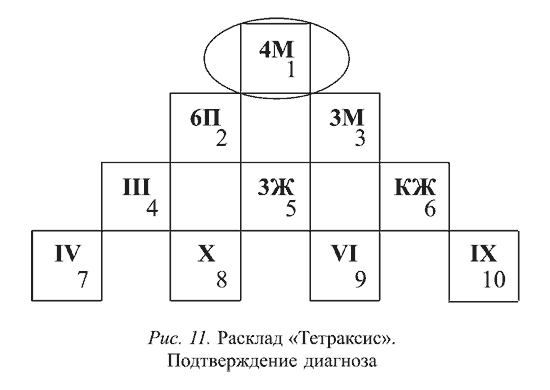 4М
1
6П 3М
2 3
III 3Ж КЖ
4 5 6
IV X VI IX
7 8 9 10
Рис. 11. Расклад «Тетраксис».
Подтверждение диагноза